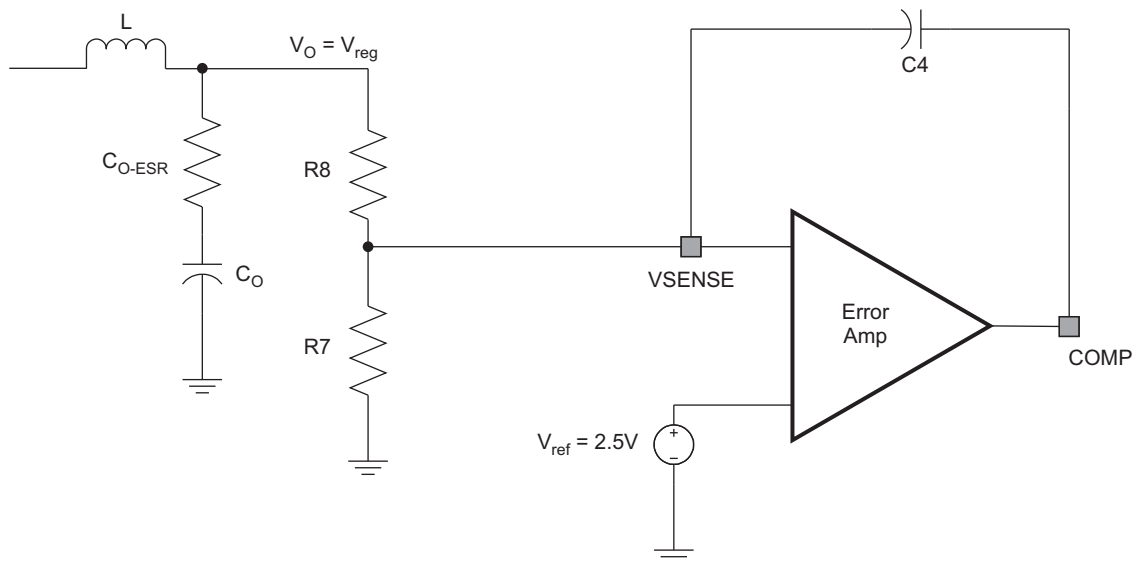 L
V_O = V_reg
C4
C_O-ESR
R8
C_O
VSENSE
Error
Amp
R7
COMP
V_ref = 2.5V
+
–